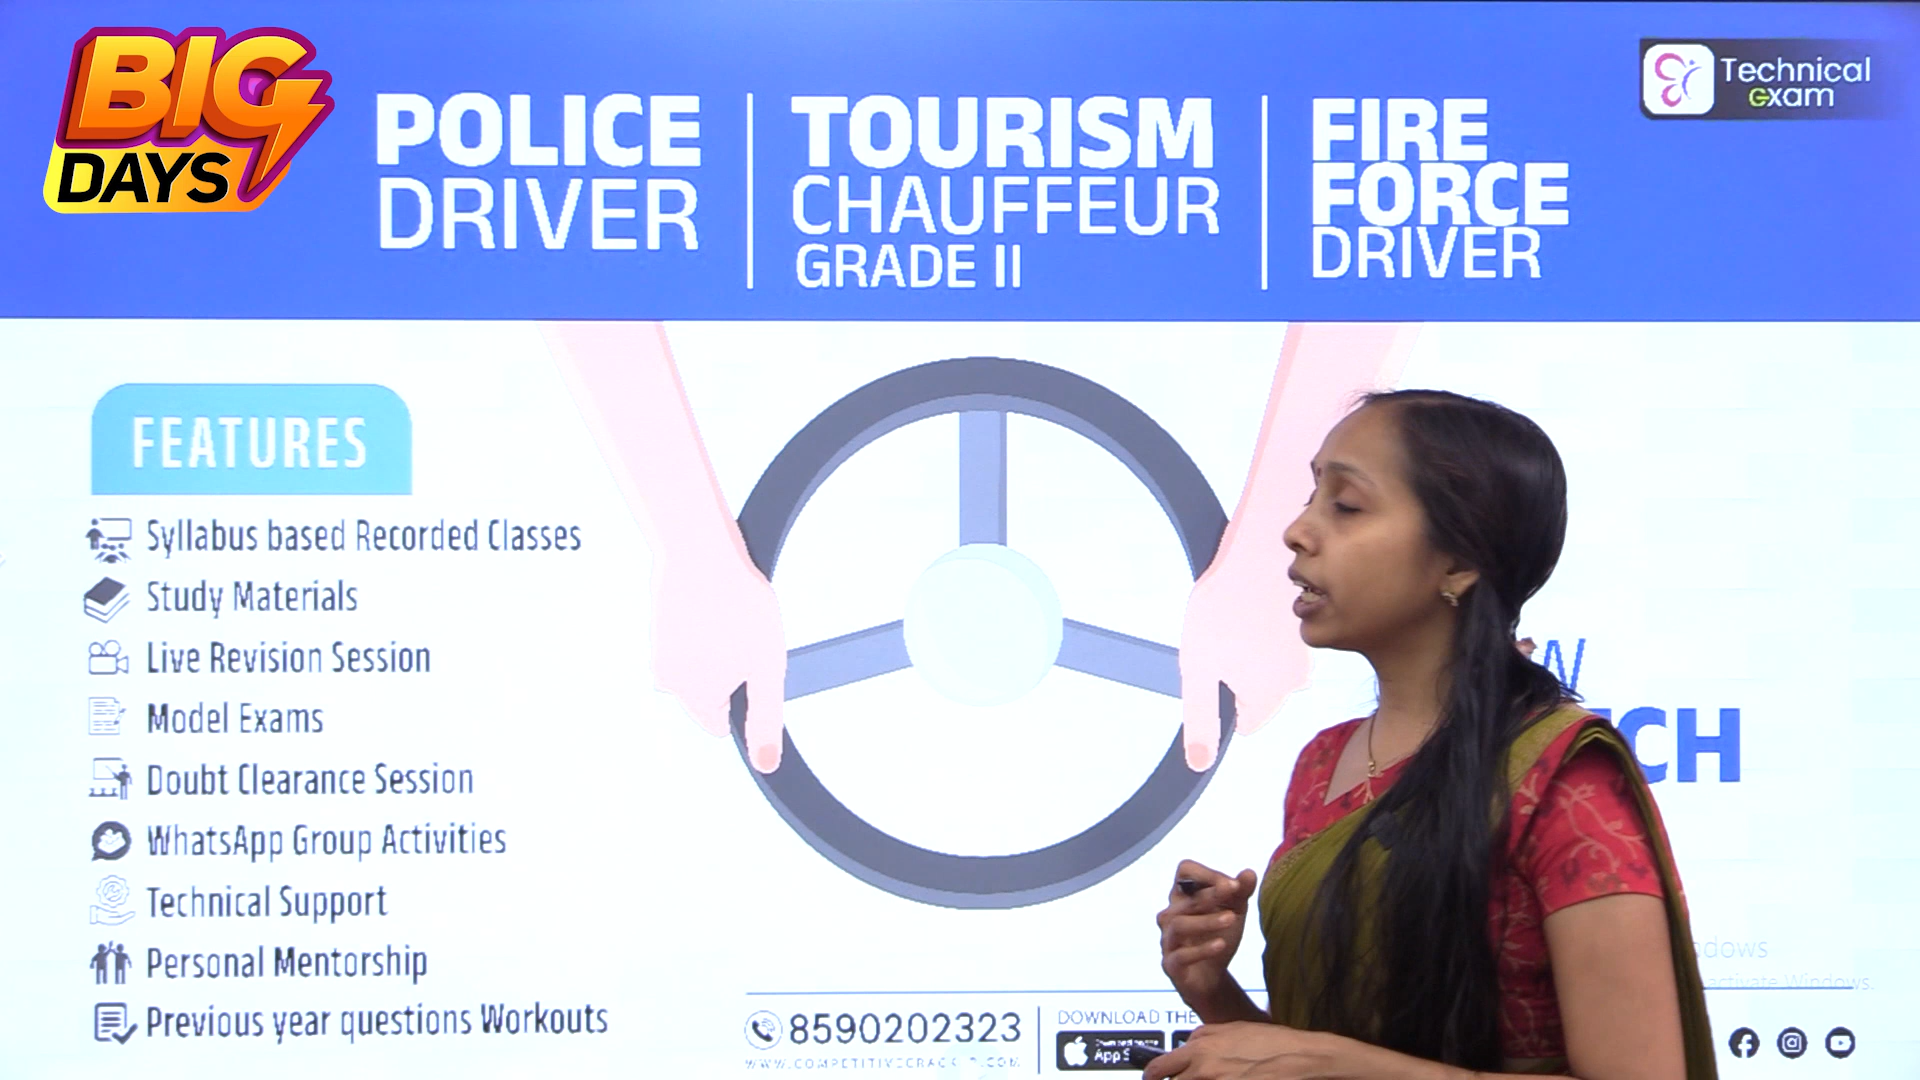 BIG
DAYS
POLICE
DRIVER
TOURISM
CHAUFFEUR
GRADE II
FIRE
FORCE
DRIVER
Technical
exam
FEATURES
Syllabus based Recorded Classes
Study Materials
Live Revision Session
Model Exams
Doubt Clearance Session
WhatsApp Group Activities
Technical Support
Personal Mentorship
Previous year questions Workouts
8590202323
DOWNLOAD THE
activate Windows.